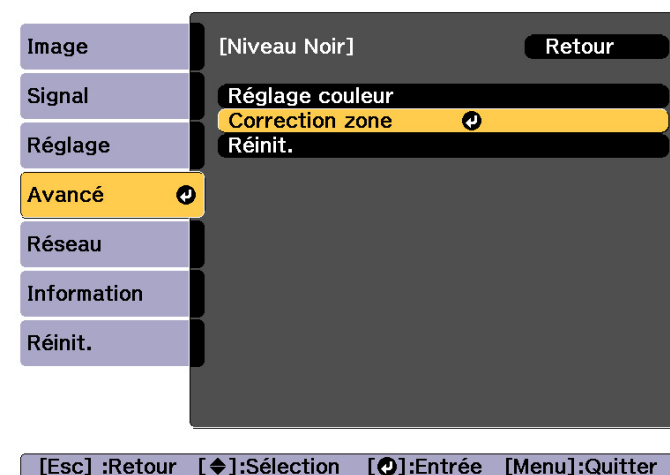 Image
Signal
Réglage
Avancé
Réseau
Information
Réinit.
[Niveau Noir] Retour
Réglage couleur
Correction zone
Réinit.
[Esc] :Retour [◆]:Sélection [↵]:Entrée [Menu]:Quitter